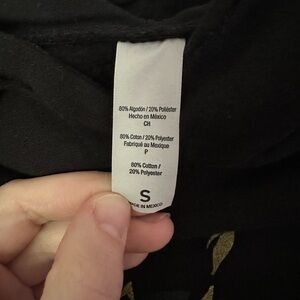 80% Algodón / 20% Poliéster
Hecho en México
CH
80% Coton / 20% Polyester
Fabriqué au Mexique
P
80% Cotton /
20% Polyester
S
MADE IN MEXICO